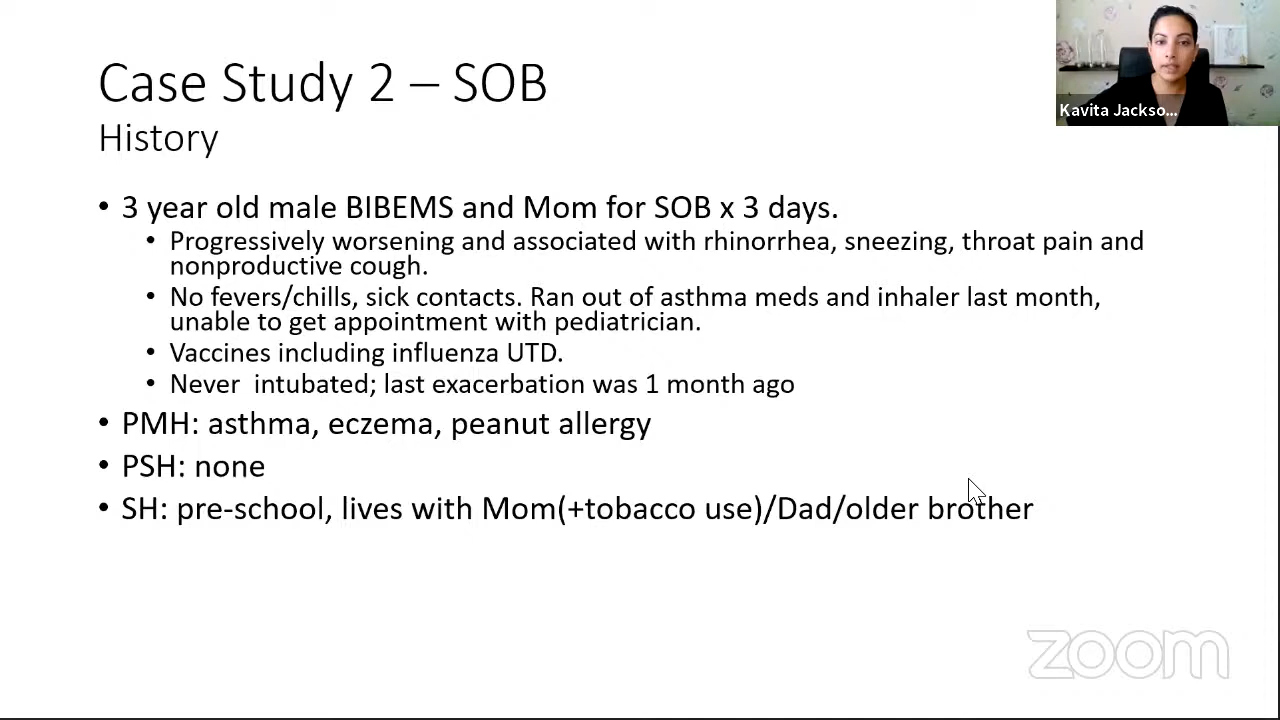 Case Study 2 – SOB
History
Kavita Jackso...
• 3 year old male BIBEMS and Mom for SOB x 3 days.
• Progressively worsening and associated with rhinorrhea, sneezing, throat pain and
nonproductive cough.
• No fevers/chills, sick contacts. Ran out of asthma meds and inhaler last month,
unable to get appointment with pediatrician.
• Vaccines including influenza UTD.
• Never intubated; last exacerbation was 1 month ago
• PMH: asthma, eczema, peanut allergy
• PSH: none
• SH: pre-school, lives with Mom(+tobacco use)/Dad/older brother
zoom